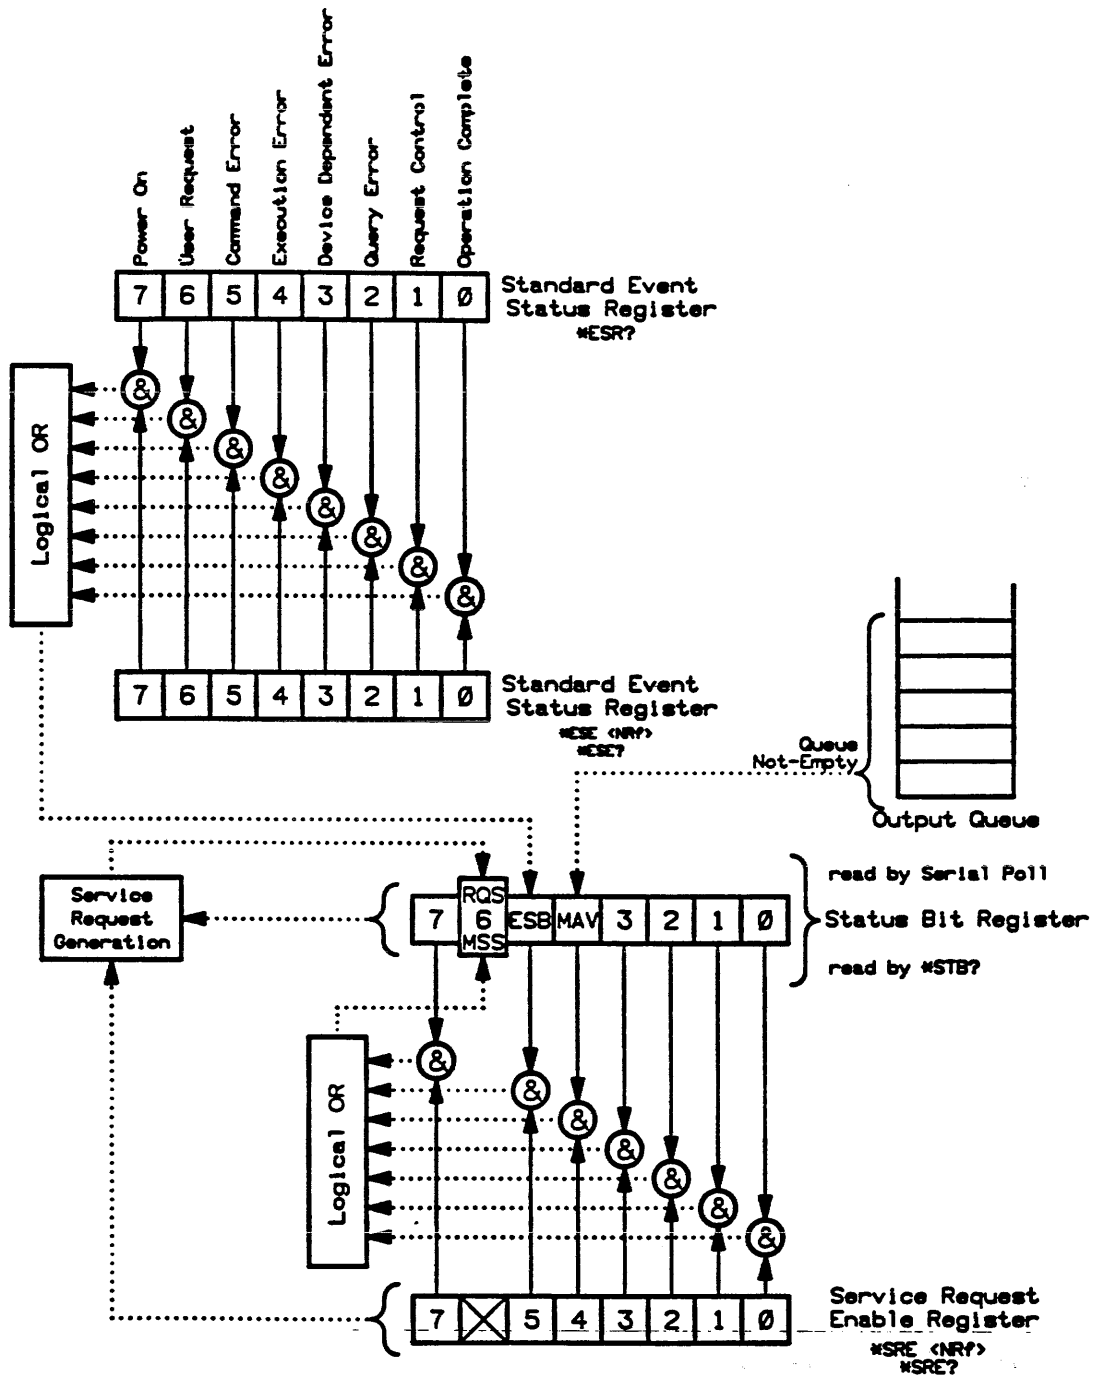 Power On
User Request
Command Error
Execution Error
Device Dependent Error
Query Error
Request Control
Operation Complete
7 6 5 4 3 2 1 0
Standard Event
Status Register
*ESR?
& & & & & & & &
Logical OR
7 6 5 4 3 2 1 0
Standard Event
Status Register
*ESE <NRf>
*ESE?
Queue
Not-Empty
Output Queue
Service
Request
Generation
7
RQS
6
MSS
ESB MAV 3 2 1 0
read by Serial Poll
Status Bit Register
read by *STB?
& & & & & & &
Logical OR
7 5 4 3 2 1 0
Service Request
Enable Register
*SRE <NRf>
*SRE?